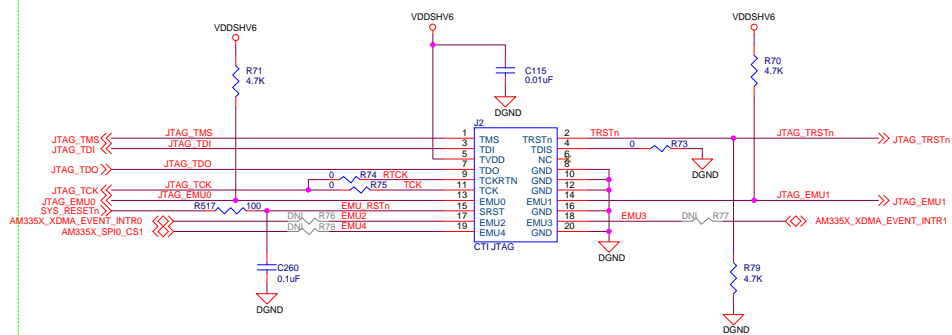 VDDSHV6
VDDSHV6
VDDSHV6
R71
4.7K
C115
0.01uF
R70
4.7K
DGND
J2
JTAG_TMS
JTAG_TMS
1
TMS
TRSTn
2
TRSTn
JTAG_TRSTn
JTAG_TRSTn
JTAG_TDI
JTAG_TDI
3
TDI
TDIS
4
0
R73
DGND
5
TVDD
NC
6
JTAG_TDO
JTAG_TDO
7
TDO
GND
8
0
R74
RTCK
9
TCKRTN
GND
10
JTAG_TCK
JTAG_TCK
0
R75
TCK
11
TCK
GND
12
JTAG_EMU0
JTAG_EMU0
13
EMU0
EMU1
14
JTAG_EMU1
JTAG_EMU1
SYS_RESETn
R517
100
EMU_RSTn
15
SRST
GND
16
AM335X_XDMA_EVENT_INTR0
DNI
R76
EMU2
17
EMU2
EMU3
18
EMU3
DNI
R77
AM335X_XDMA_EVENT_INTR1
AM335X_SPI0_CS1
DNI
R78
EMU4
19
EMU4
GND
20
CTI JTAG
DGND
C260
0.1uF
DGND
R79
4.7K
DGND